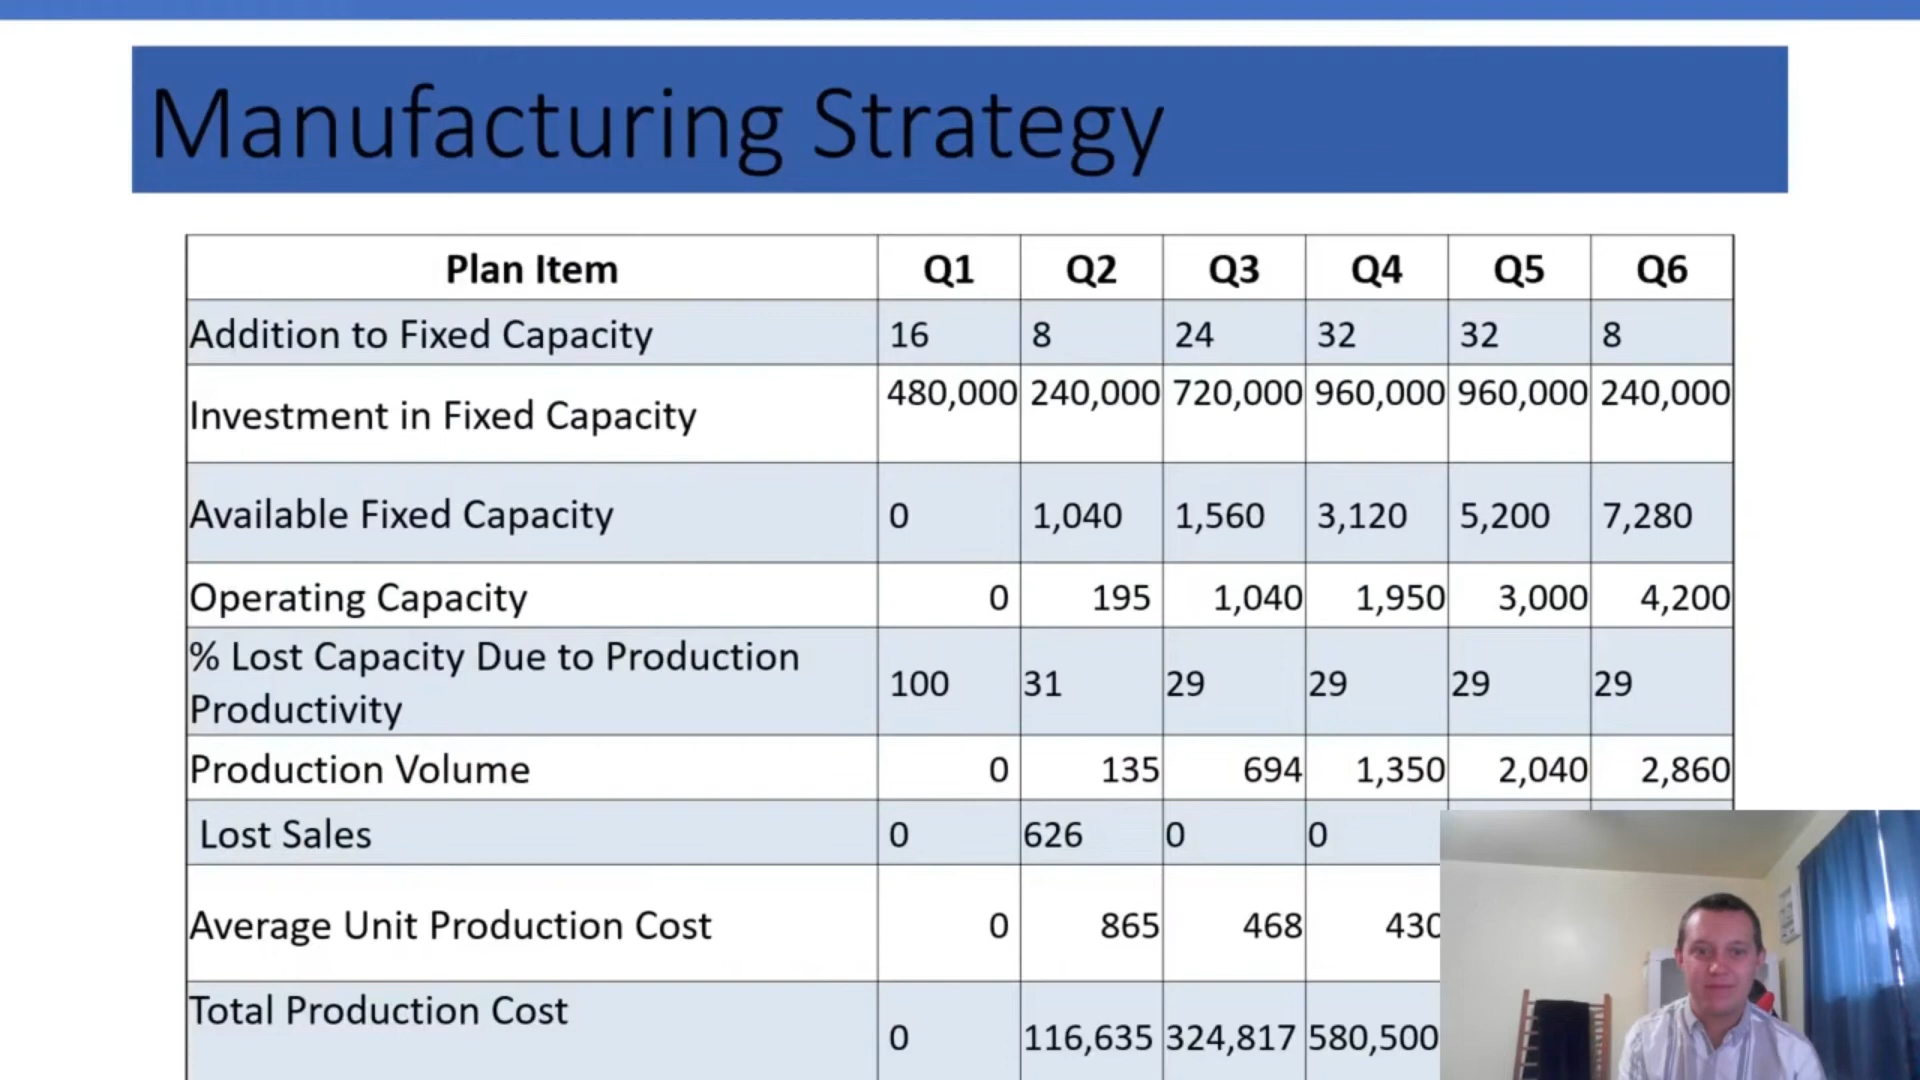 Manufacturing Strategy
Plan Item Q1 Q2 Q3 Q4 Q5 Q6
Addition to Fixed Capacity 16 8 24 32 32 8
Investment in Fixed Capacity 480,000 240,000 720,000 960,000 960,000 240,000
Available Fixed Capacity 0 1,040 1,560 3,120 5,200 7,280
Operating Capacity 0 195 1,040 1,950 3,000 4,200
% Lost Capacity Due to Production
Productivity 100 31 29 29 29 29
Production Volume 0 135 694 1,350 2,040 2,860
Lost Sales 0 626 0 0
Average Unit Production Cost 0 865 468 430
Total Production Cost
0 116,635 324,817 580,500